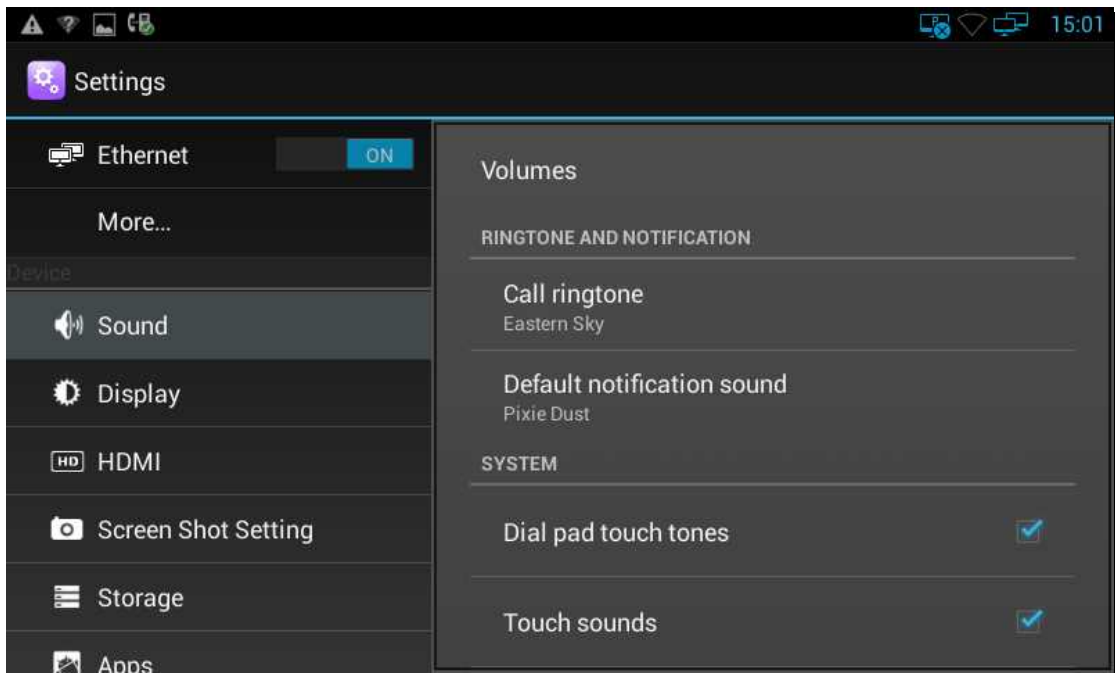 15:01
Settings
Ethernet ON
More...
Device
Sound
Display
HD HDMI
Screen Shot Setting
Storage
Apps
Volumes
RINGTONE AND NOTIFICATION
Call ringtone
Eastern Sky
Default notification sound
Pixie Dust
SYSTEM
Dial pad touch tones
Touch sounds